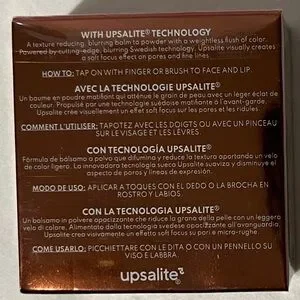 WITH UPSALITE® TECHNOLOGY
A texture reducing, blurring balm to powder with a weightless flush of color.
Powered by cutting-edge, blurring Swedish technology. Upsalite visually creates
a soft focus effect on pores and fine lines.
HOW TO: TAP ON WITH FINGER OR BRUSH TO FACE AND LIP
AVEC LA TECHNOLOGIE UPSALITE®
Un baume en poudre matifiant qui atténue le grain de peau avec un léger éclat de
couleur. Propulsé par une technologie suédoise matifiante à l'avant-garde.
Upsalite crée visuellement un effet soft focus sur les pores et les ridules.
COMMENT L'UTILISER: TAPOTEZ AVEC LES DOIGTS OU AVEC UN PINCEAU
SUR LE VISAGE ET LES LÈVRES.
CON TECNOLOGÍA UPSALITE®
Fórmula de bálsamo a polvo que difumina y reduce la textura aportando un velo
de color ligero. La innovadora tecnología sueca Upsalite suaviza y disminuye el
aspecto de poros y líneas de expresión.
MODO DE USO: APLICAR A TOQUES CON EL DEDO O LA BROCHA EN
ROSTRO Y LABIOS
CON LA TECNOLOGIA UPSALITE®
Un balsamo in polvere opacizzante che riduce la grana della pelle con un leggero
velo di colore. Alimentato dalla tecnologia svedese opacizzante all'avanguardia,
Upsalite crea visivamente un effetto soft focus su pori e micro-rughe.
COME USARLO: PICCHIETTARE CON LE DITA O CON UN PENNELLO SU
VISO E LABBRA.
upsalite